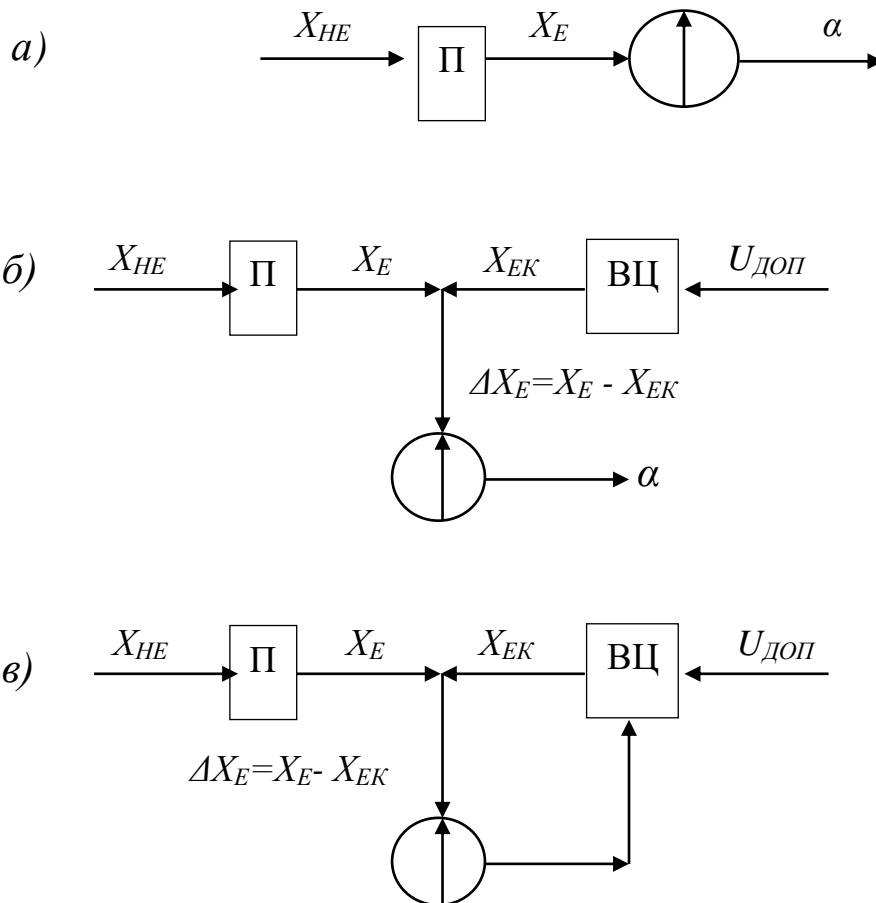 а) X_НЕ П X_Е α
б) X_НЕ П X_Е X_ЕК ВЦ U_ДОП
ΔX_Е=X_Е - X_ЕК
α
в) X_НЕ П X_Е X_ЕК ВЦ U_ДОП
ΔX_Е=X_Е- X_ЕК